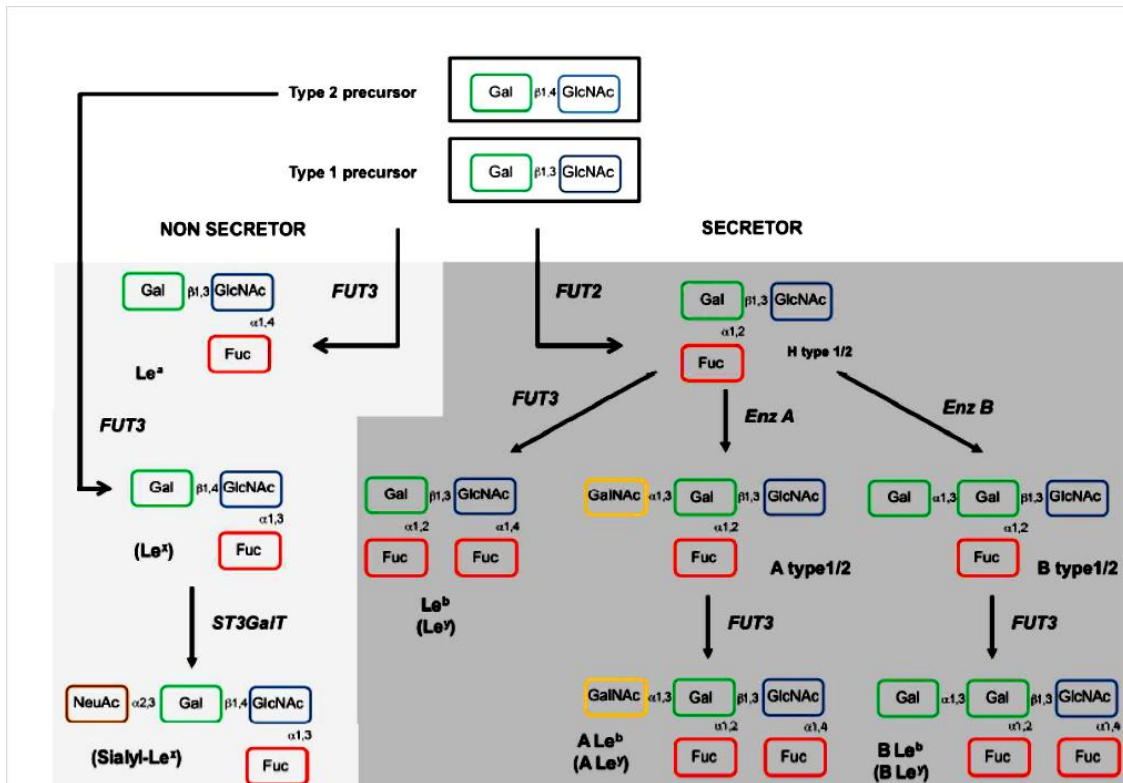 Type 2 precursor
Gal β1,4 GlcNAc
Type 1 precursor
Gal β1,3 GlcNAc
NON SECRETOR
SECRETOR
Gal β1,3 GlcNAc
α1,4
Fuc
Leᵃ
FUT3
FUT2
Gal β1,3 GlcNAc
α1,2
Fuc
H type 1/2
FUT3
FUT3
Enz A
Enz B
Gal β1,4 GlcNAc
α1,3
Fuc
(Leˣ)
Gal β1,3 GlcNAc
α1,2 α1,4
Fuc Fuc
Leᵇ
(Leʸ)
GalNAc α1,3 Gal β1,3 GlcNAc
α1,2
Fuc
A type1/2
Gal α1,3 Gal β1,3 GlcNAc
α1,2
Fuc
B type1/2
ST3GalT
FUT3
FUT3
NeuAc α2,3 Gal β1,4 GlcNAc
α1,3
Fuc
(Sialyl-Leˣ)
GalNAc α1,3 Gal β1,3 GlcNAc
α1,2 α1,4
Fuc Fuc
A Leᵇ
(A Leʸ)
Gal α1,3 Gal β1,3 GlcNAc
α1,2 α1,4
Fuc Fuc
B Leᵇ
(B Leʸ)